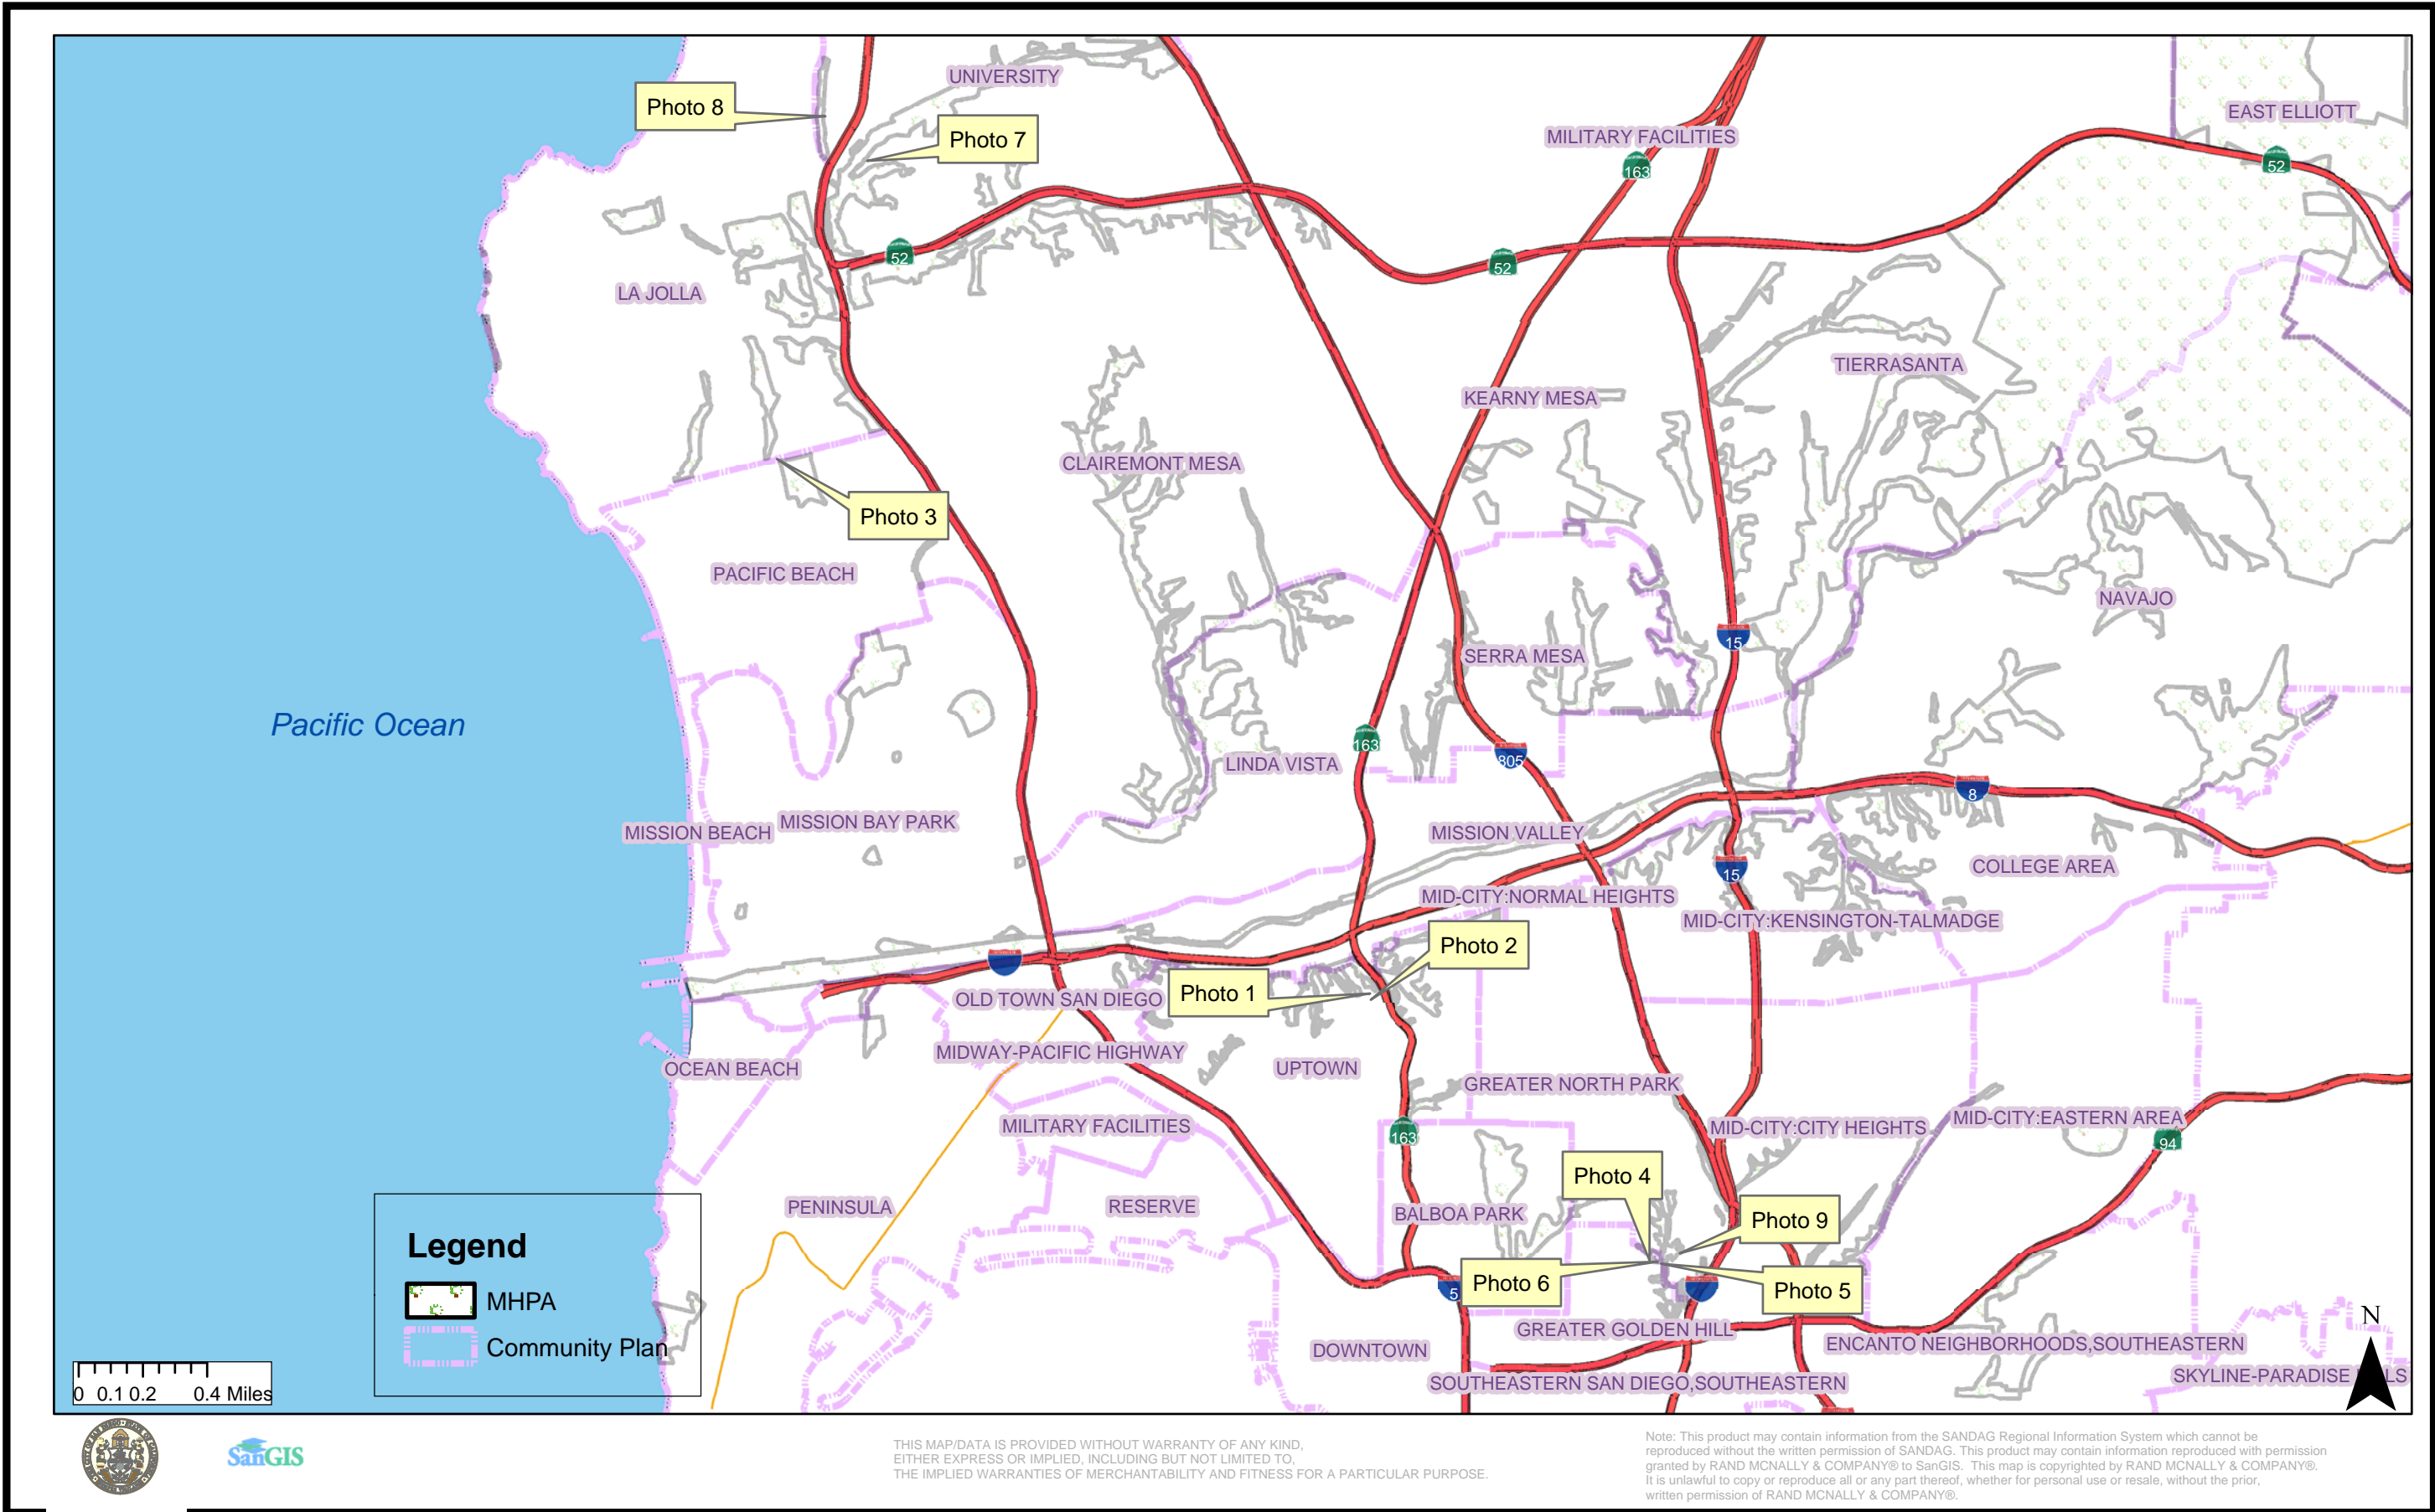 UNIVERSITY
Photo 8
EAST ELLIOTT
Photo 7
MILITARY FACILITIES
163
52
52
52
LA JOLLA
TIERRASANTA
KEARNY MESA
CLAIREMONT MESA
Photo 3
PACIFIC BEACH
NAVAJO
15
SERRA MESA
Pacific Ocean
163
805
LINDA VISTA
8
MISSION BEACH
MISSION BAY PARK
MISSION VALLEY
COLLEGE AREA
15
MID-CITY:NORMAL HEIGHTS
MID-CITY:KENSINGTON-TALMADGE
Photo 2
Photo 1
OLD TOWN SAN DIEGO
MIDWAY-PACIFIC HIGHWAY
OCEAN BEACH
UPTOWN
GREATER NORTH PARK
MILITARY FACILITIES
163
MID-CITY:CITY HEIGHTS
MID-CITY:EASTERN AREA
94
Photo 4
PENINSULA
RESERVE
BALBOA PARK
Photo 9
Photo 6
Photo 5
5
GREATER GOLDEN HILL
DOWNTOWN
ENCANTO NEIGHBORHOODS,SOUTHEASTERN
SOUTHEASTERN SAN DIEGO,SOUTHEASTERN
SKYLINE-PARADISE
N
Legend
MHPA
Community Plan
0 0.1 0.2 0.4 Miles
SanGIS
THIS MAP/DATA IS PROVIDED WITHOUT WARRANTY OF ANY KIND,
EITHER EXPRESS OR IMPLIED, INCLUDING BUT NOT LIMITED TO,
THE IMPLIED WARRANTIES OF MERCHANTABILITY AND FITNESS FOR A PARTICULAR PURPOSE.
Note: This product may contain information from the SANDAG Regional Information System which cannot be
reproduced without the written permission of SANDAG. This product may contain information reproduced with permission
granted by RAND MCNALLY & COMPANY® to SanGIS. This map is copyrighted by RAND MCNALLY & COMPANY®.
It is unlawful to copy or reproduce all or any part thereof, whether for personal use or resale, without the prior,
written permission of RAND MCNALLY & COMPANY®.